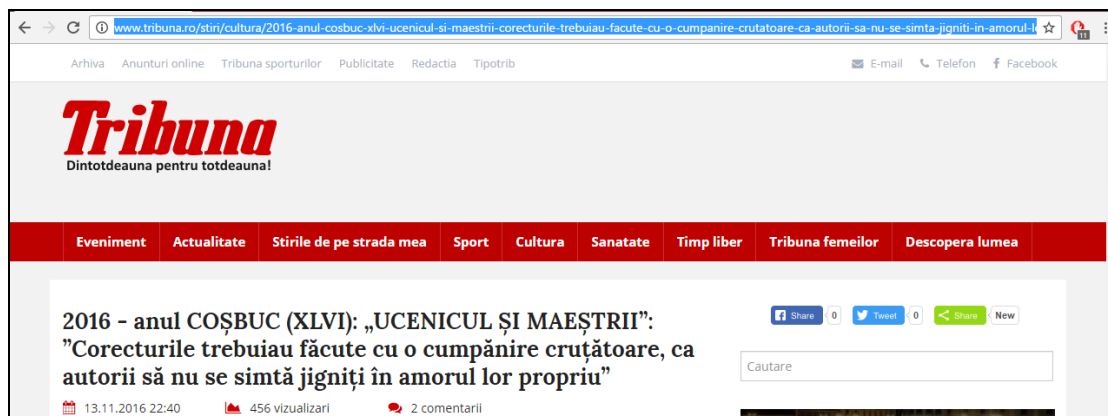 www.tribuna.ro/stiri/cultura/2016-anul-cosbuc-xlvi-ucenicul-si-maestrii-corecturile-trebuiau-facute-cu-o-cumpanire-crutatoare-ca-autorii-sa-nu-se-simta-jigniti-in-amorul-l
11
Arhiva Anunturi online Tribuna sporturilor Publicitate Redactia Tipotrib E-mail Telefon Facebook
Tribuna
Dintotdeauna pentru totdeauna!
Eveniment Actualitate Stirile de pe strada mea Sport Cultura Sanatate Timp liber Tribuna femeilor Descopera lumea
2016 - anul COȘBUC (XLVI): „UCENICUL ȘI MAEȘTRII”:
”Corecturile trebuiau făcute cu o cumpănire cruțătoare, ca
autorii să nu se simtă jigniți în amorul lor propriu”
13.11.2016 22:40 456 vizualizari 2 comentarii
Share 0 Tweet 0 Share New
Cautare